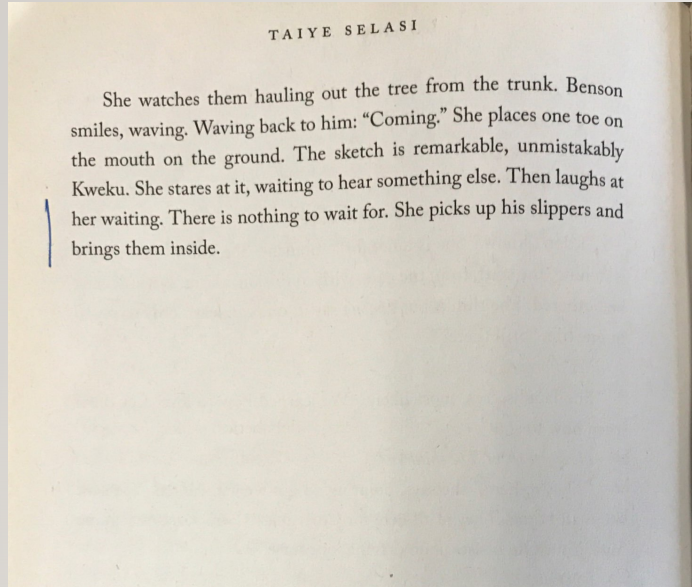 TAIYE SELASI
She watches them hauling out the tree from the trunk. Benson
smiles, waving. Waving back to him: “Coming.” She places one toe on
the mouth on the ground. The sketch is remarkable, unmistakably
Kweku. She stares at it, waiting to hear something else. Then laughs at
her waiting. There is nothing to wait for. She picks up his slippers and
brings them inside.